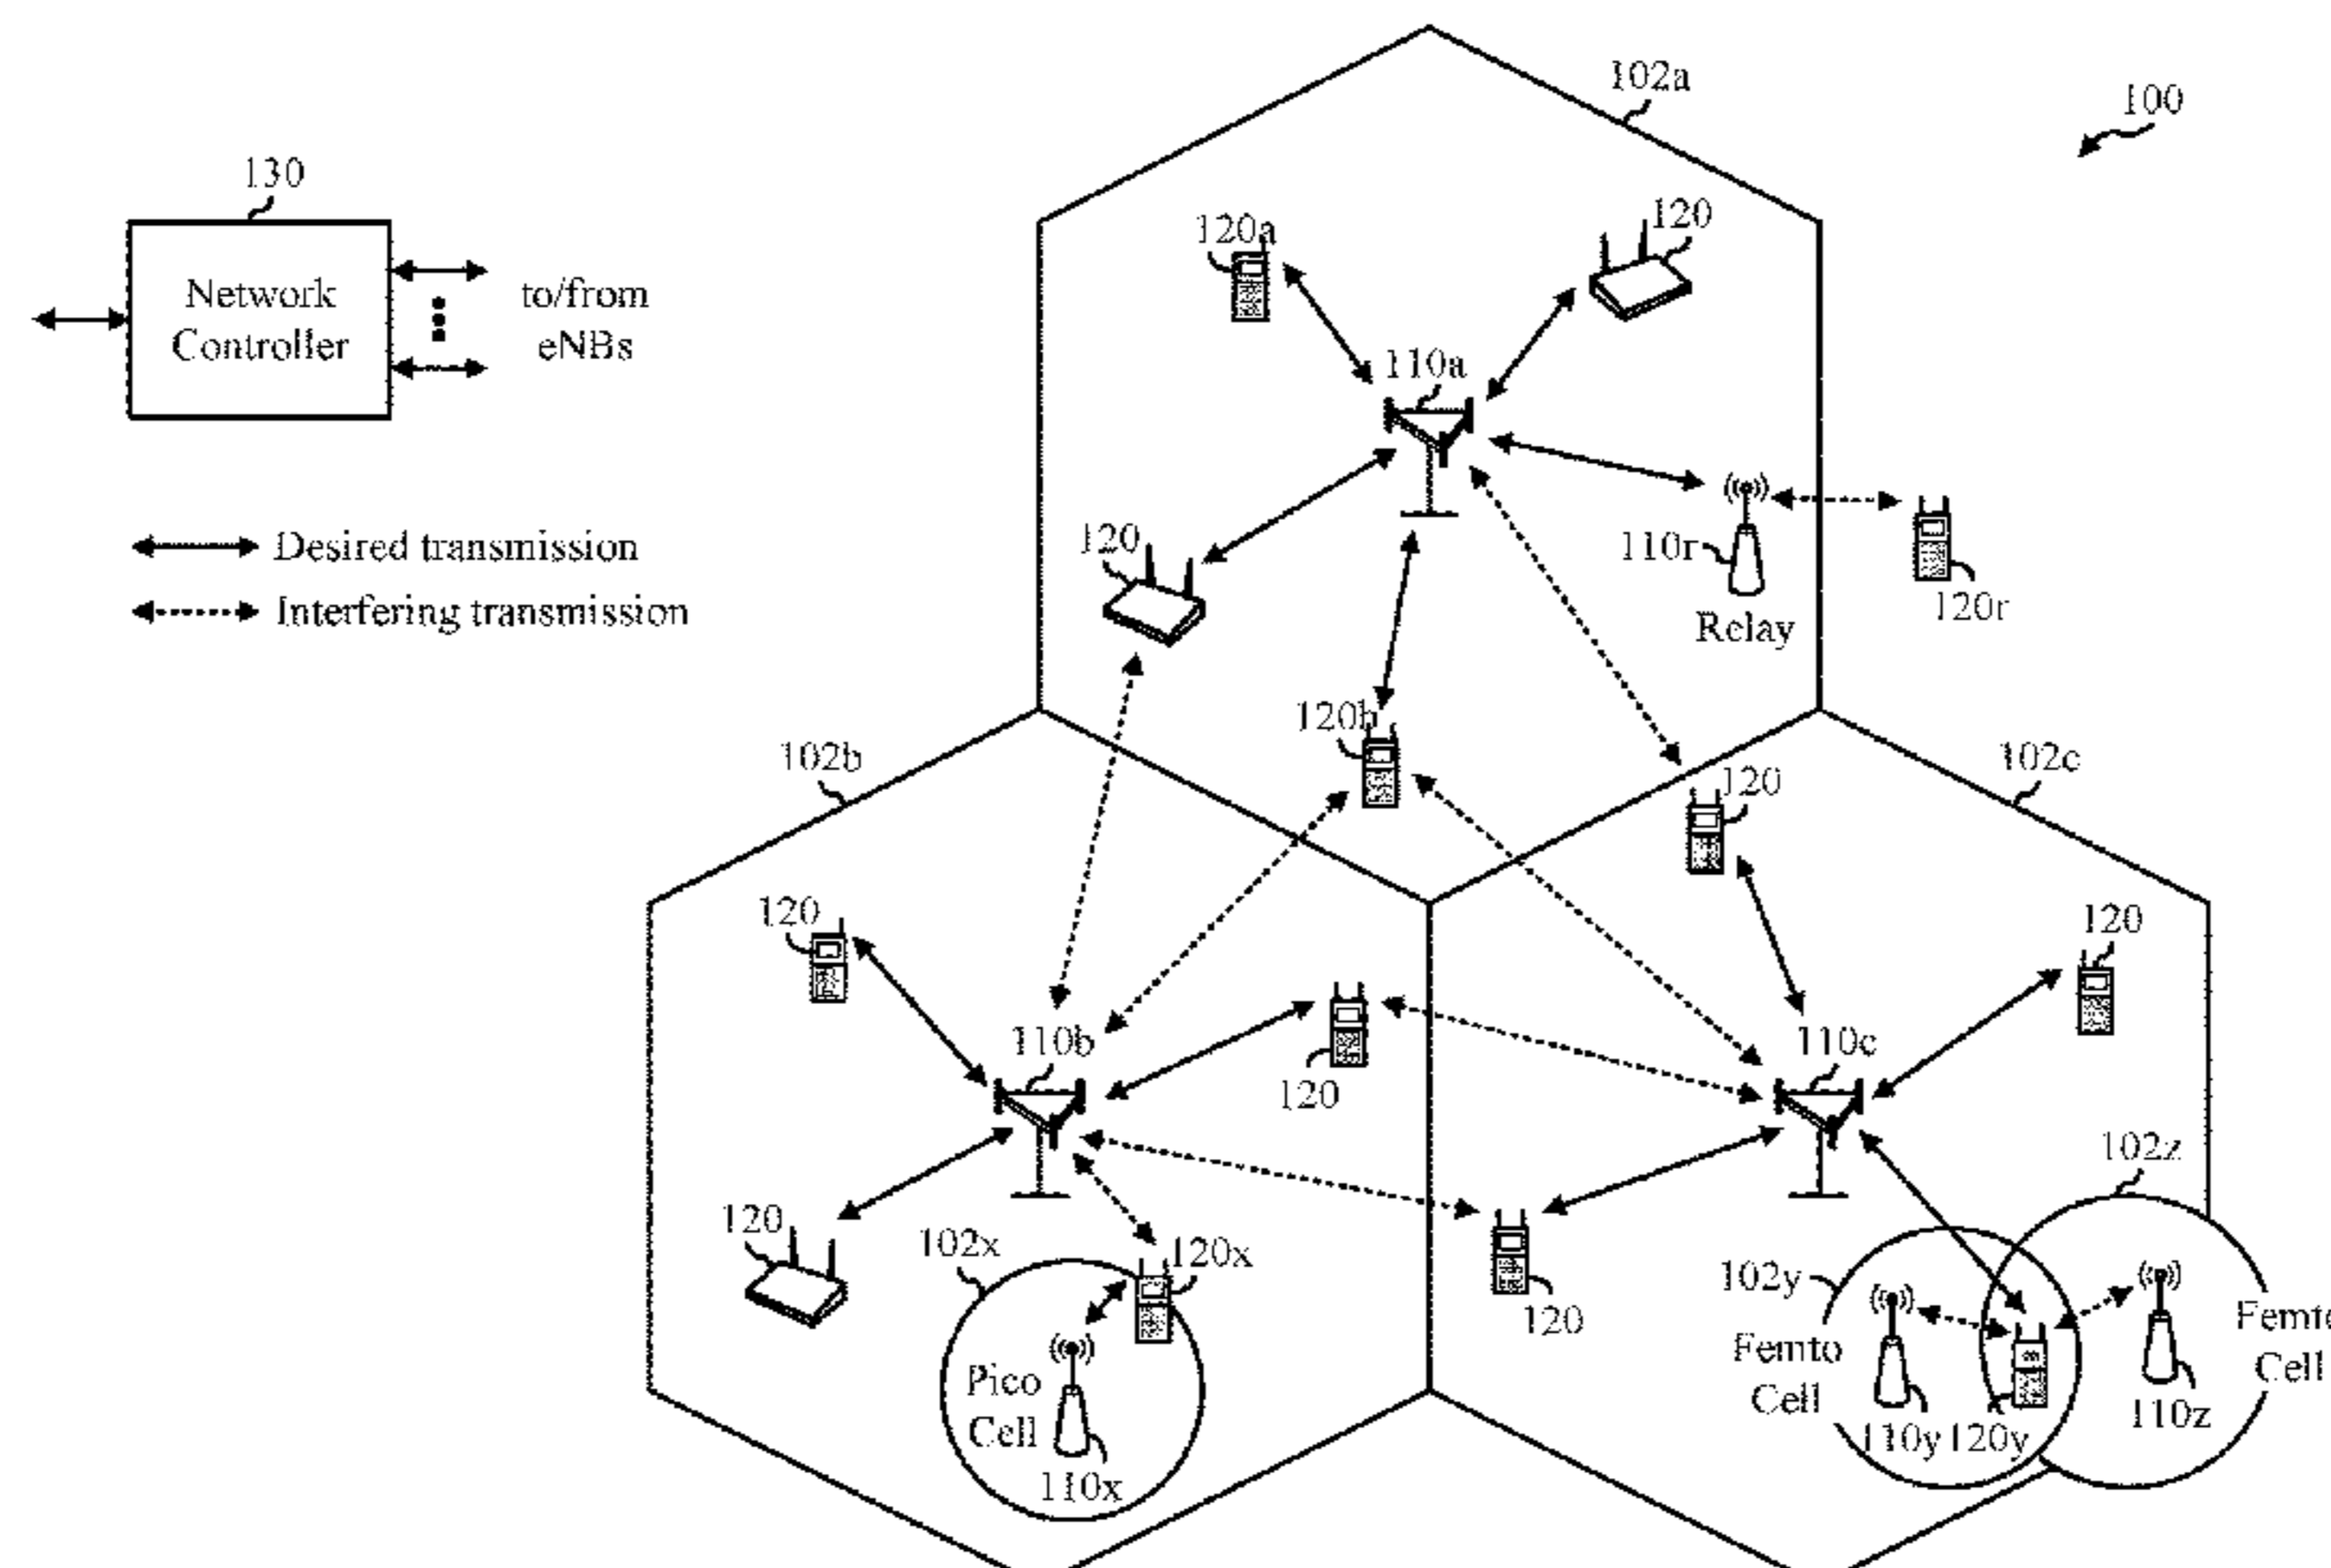 102a
100
130
120a
120
Network
Controller
to/from
eNBs
110a
Desired transmission
Interfering transmission
120
110r
Relay
120r
120b
102b
102c
120
120
120
110b
110c
120
102z
120
102x
120x
120
102y
Femto
Cell
Femto
Cell
Pico
Cell
110x
110y
120y
110z